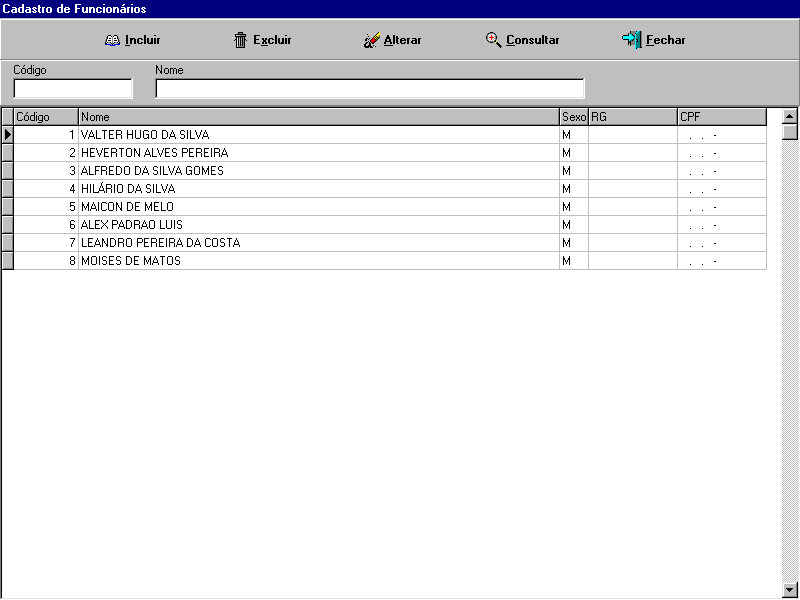 Cadastro de Funcionários
Incluir Excluir Alterar Consultar Fechar
Código Nome
Código Nome Sexo RG CPF
1 VALTER HUGO DA SILVA M . . -
2 HEVERTON ALVES PEREIRA M . . -
3 ALFREDO DA SILVA GOMES M . . -
4 HILÁRIO DA SILVA M . . -
5 MAICON DE MELO M . . -
6 ALEX PADRAO LUIS M . . -
7 LEANDRO PEREIRA DA COSTA M . . -
8 MOISES DE MATOS M . . -